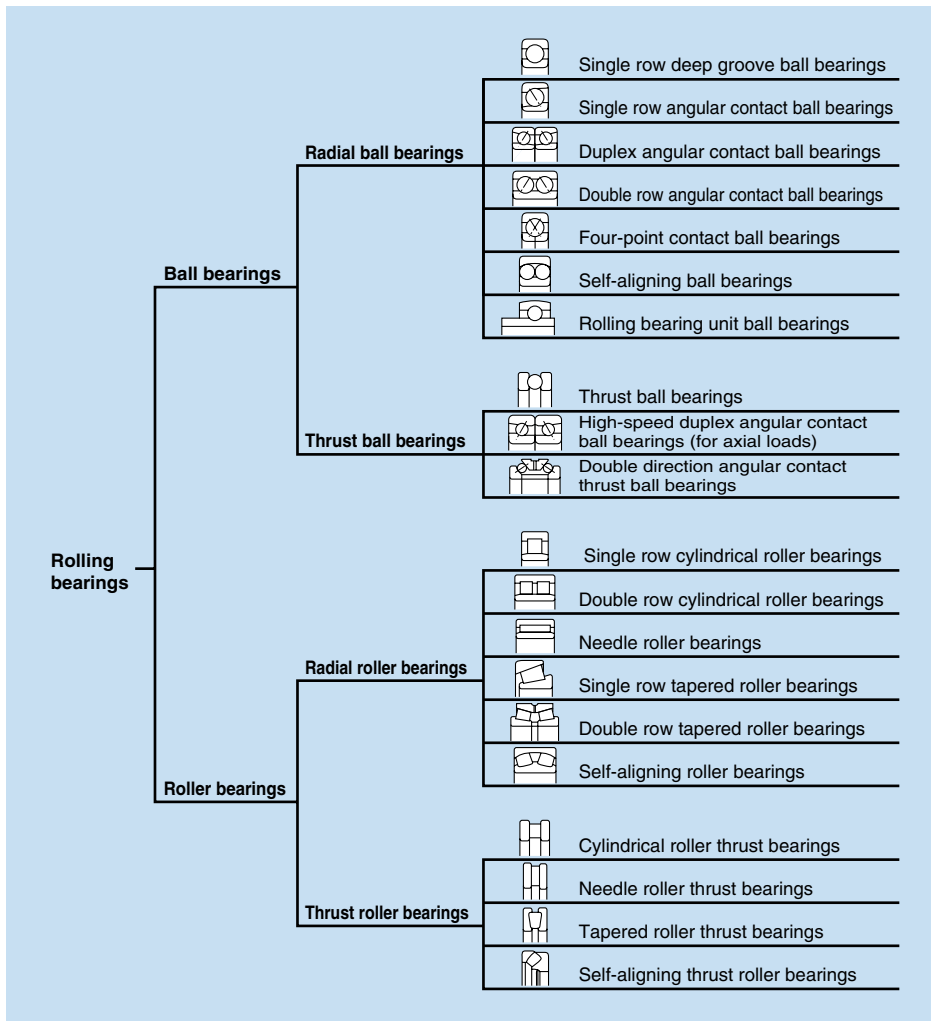 Single row deep groove ball bearings
Single row angular contact ball bearings
Radial ball bearings
Duplex angular contact ball bearings
Double row angular contact ball bearings
Four-point contact ball bearings
Ball bearings
Self-aligning ball bearings
Rolling bearing unit ball bearings
Thrust ball bearings
High-speed duplex angular contact
ball bearings (for axial loads)
Thrust ball bearings
Double direction angular contact
thrust ball bearings
Rolling
bearings
Single row cylindrical roller bearings
Double row cylindrical roller bearings
Needle roller bearings
Radial roller bearings
Single row tapered roller bearings
Double row tapered roller bearings
Self-aligning roller bearings
Roller bearings
Cylindrical roller thrust bearings
Needle roller thrust bearings
Thrust roller bearings
Tapered roller thrust bearings
Self-aligning thrust roller bearings